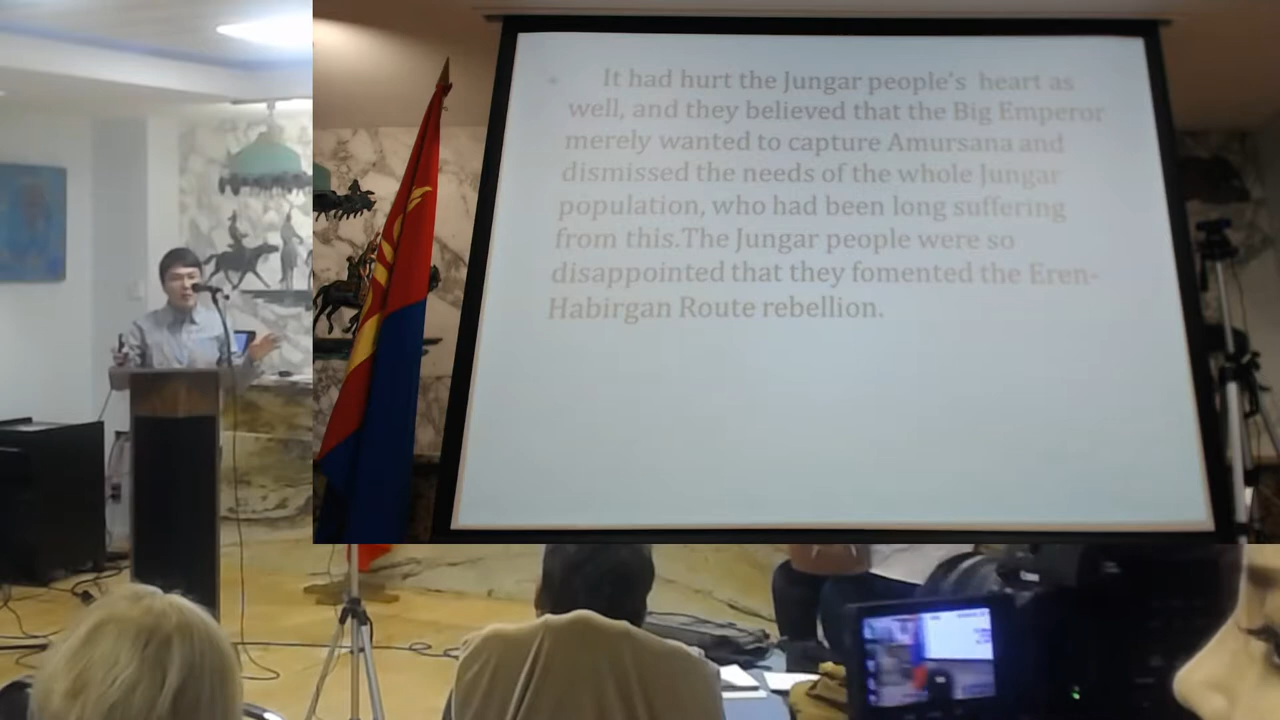 It had hurt the Jungar people's heart as
well, and they believed that the Big Emperor
merely wanted to capture Amursana and
dismissed the needs of the whole Jungar
population, who had been long suffering
from this.The Jungar people were so
disappointed that they fomented the Eren-
Habirgan Route rebellion.